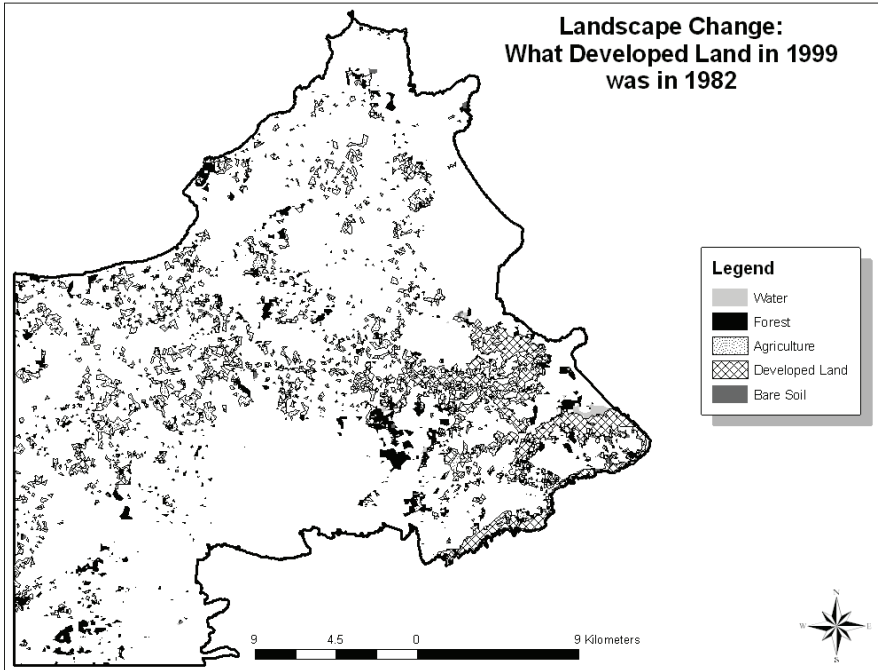 Landscape Change:
What Developed Land in 1999
was in 1982
Legend
Water
Forest
Agriculture
Developed Land
Bare Soil
9 4.5 0 9 Kilometers
N
W E
S